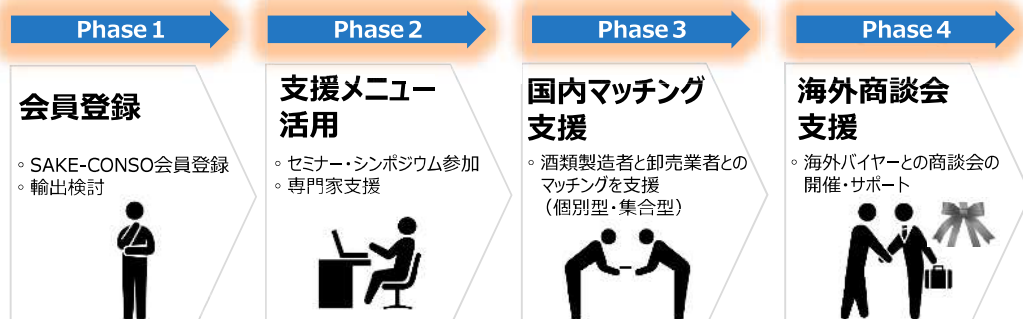 Phase 1
会員登録
◦ SAKE-CONSO会員登録
◦ 輸出検討
Phase 2
支援メニュー
活用
◦ セミナー・シンポジウム参加
◦ 専門家支援
Phase 3
国内マッチング
支援
◦ 酒類製造者と卸売業者との
マッチングを支援
（個別型・集合型）
Phase 4
海外商談会
支援
◦ 海外バイヤーとの商談会の
開催・サポート